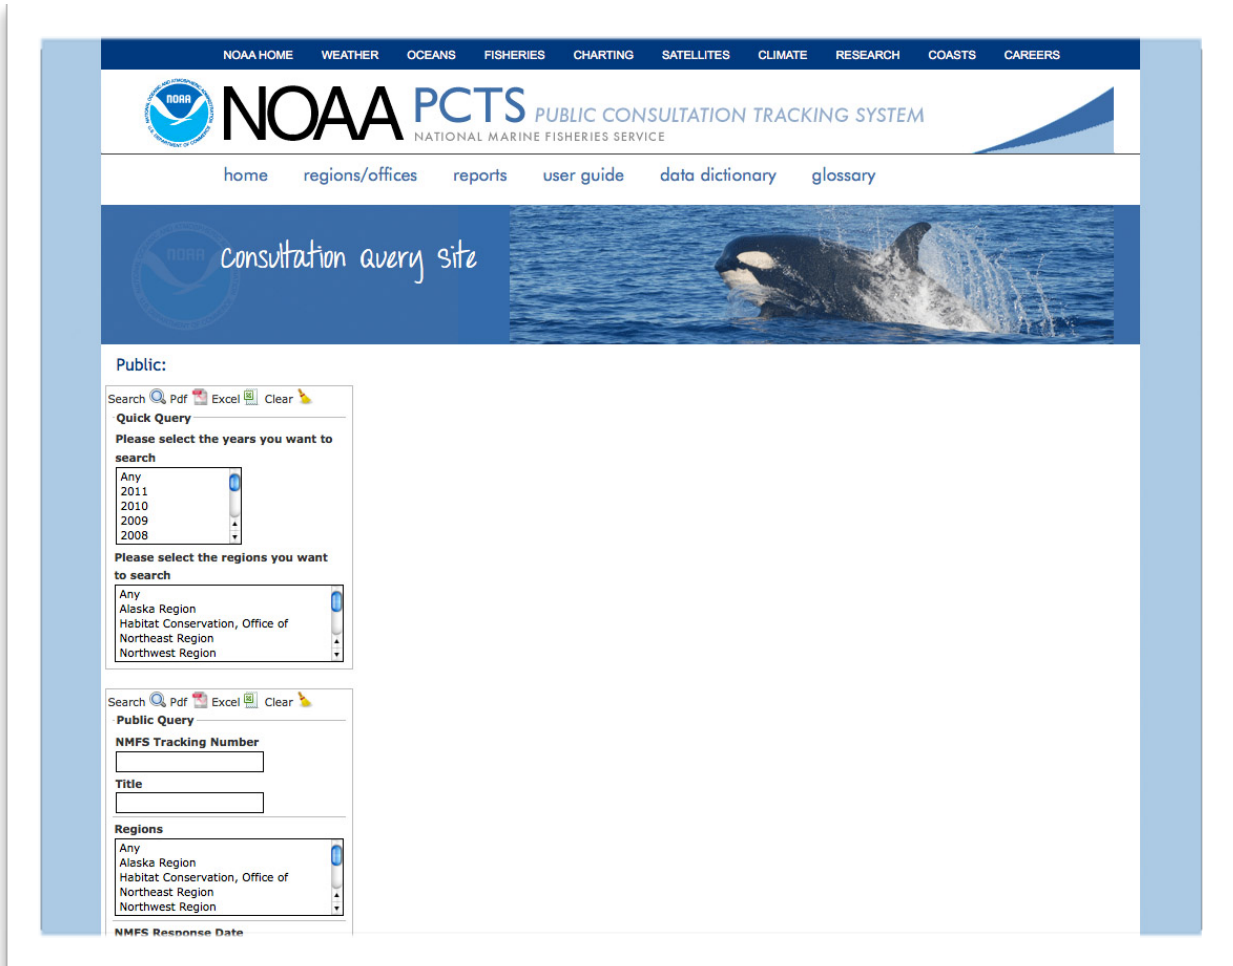 NOAA HOME WEATHER OCEANS FISHERIES CHARTING SATELLITES CLIMATE RESEARCH COASTS CAREERS
NOAA
NOAA PCTS PUBLIC CONSULTATION TRACKING SYSTEM
NATIONAL MARINE FISHERIES SERVICE
home regions/offices reports user guide data dictionary glossary
NOAA
Consultation Query Site
Public:
Search Pdf Excel Clear
Quick Query
Please select the years you want to
search
Any
2011
2010
2009
2008
Please select the regions you want
to search
Any
Alaska Region
Habitat Conservation, Office of
Northeast Region
Northwest Region
Search Pdf Excel Clear
Public Query
NMFS Tracking Number
Title
Regions
Any
Alaska Region
Habitat Conservation, Office of
Northeast Region
Northwest Region
NMFS Response Date